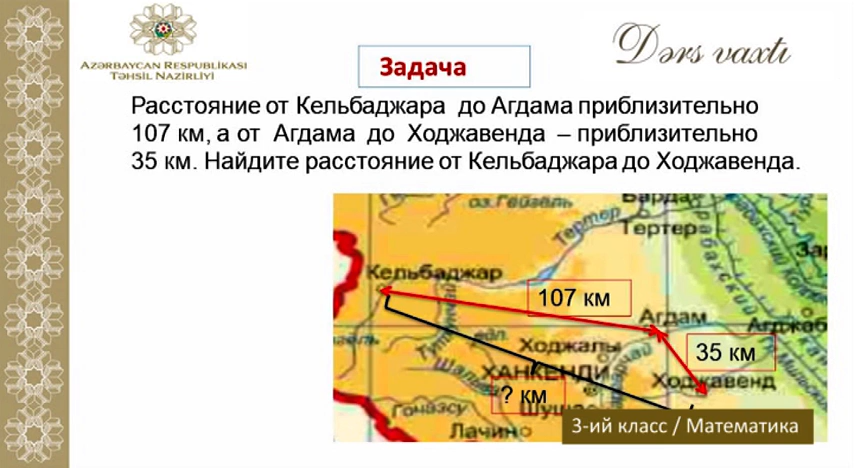 AZƏRBAYCAN RESPUBLİKASI
TƏHSİL NAZİRLİYİ
Dərs vaxtı
Задача
Расстояние от Кельбаджара до Агдама приблизительно
107 км, а от Агдама до Ходжавенда – приблизительно
35 км. Найдите расстояние от Кельбаджара до Ходжавенда.
оз. Гейгель
Барда
Тертер
Тертер
Кельбаджар
107 км
Агдам
Ходжалы
35 км
ХАНКЕНДИ
Ходжавенд
? км
Шуша
Лачин
3-ий класс / Математика